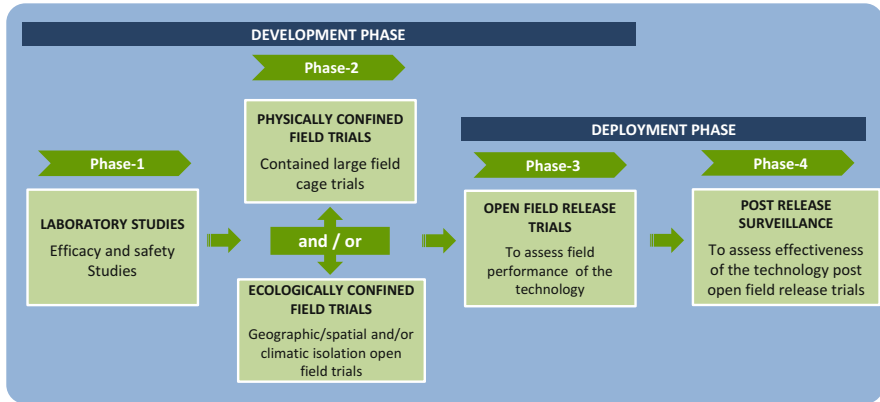 DEVELOPMENT PHASE
Phase-1
LABORATORY STUDIES
Efficacy and safety
Studies
Phase-2
PHYSICALLY CONFINED
FIELD TRIALS
Contained large field
cage trials
and / or
ECOLOGICALLY CONFINED
FIELD TRIALS
Geographic/spatial and/or
climatic isolation open
field trials
DEPLOYMENT PHASE
Phase-3
OPEN FIELD RELEASE
TRIALS
To assess field
performance of the
technology
Phase-4
POST RELEASE
SURVEILLANCE
To assess effectiveness
of the technology post
open field release trials